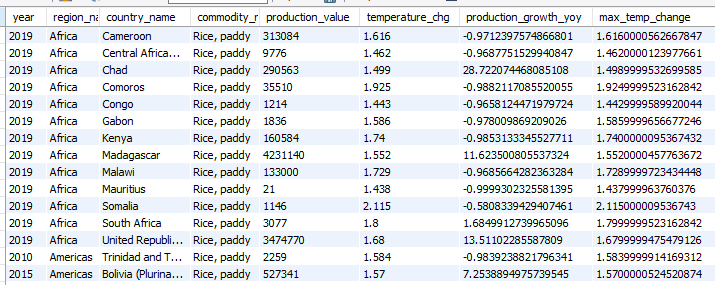 year region_na country_name commodity_r production_value temperature_chg production_growth_yoy max_temp_change
2019 Africa Cameroon Rice, paddy 313084 1.616 -0.9712397574866801 1.6160000562667847
2019 Africa Central Africa... Rice, paddy 9776 1.462 -0.9687751529940847 1.4620000123977661
2019 Africa Chad Rice, paddy 290563 1.499 28.722074468085108 1.4989999532699585
2019 Africa Comoros Rice, paddy 35510 1.925 -0.9882117085520055 1.9249999523162842
2019 Africa Congo Rice, paddy 1214 1.443 -0.9658124471979724 1.4429999589920044
2019 Africa Gabon Rice, paddy 1836 1.586 -0.978009869209026 1.5859999656677246
2019 Africa Kenya Rice, paddy 160584 1.74 -0.9853133345527711 1.7400000095367432
2019 Africa Madagascar Rice, paddy 4231140 1.552 11.623500805537324 1.5520000457763672
2019 Africa Malawi Rice, paddy 133000 1.729 -0.9685664282363284 1.7289999723434448
2019 Africa Mauritius Rice, paddy 21 1.438 -0.9999302325581395 1.437999963760376
2019 Africa Somalia Rice, paddy 1146 2.115 -0.5808339429407461 2.115000009536743
2019 Africa South Africa Rice, paddy 3077 1.8 1.6849912739965096 1.7999999523162842
2019 Africa United Republi... Rice, paddy 3474770 1.68 13.51102285587809 1.6799999475479126
2010 Americas Trinidad and T... Rice, paddy 2259 1.584 -0.9839238821796341 1.5839999914169312
2015 Americas Bolivia (Plurina... Rice, paddy 527341 1.57 7.2538894975739545 1.5700000524520874